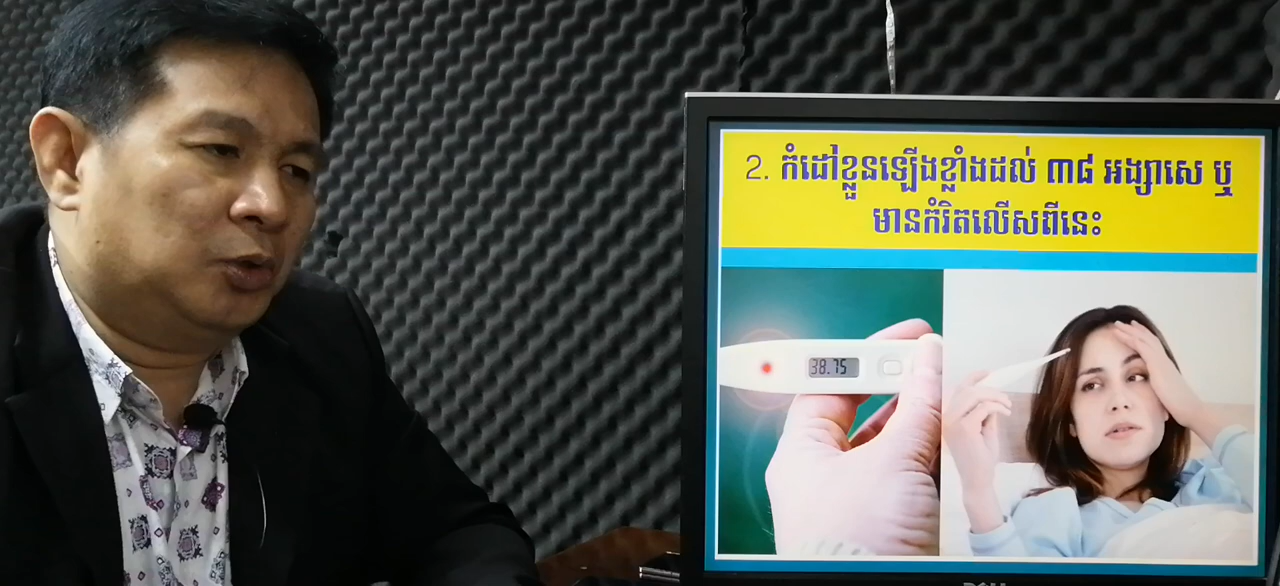 2. កំដៅខ្លួនឡើងខ្លាំងដល់ ៣៨ អង្សាសេ ឬ
មានកំរិតលើសពីនេះ
38.75